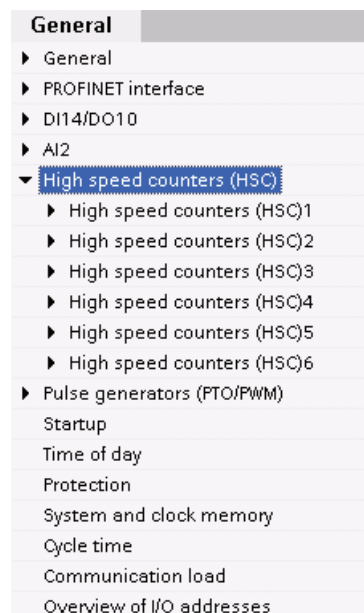 General
General
PROFINET interface
DI14/DO10
AI2
High speed counters (HSC)
High speed counters (HSC)1
High speed counters (HSC)2
High speed counters (HSC)3
High speed counters (HSC)4
High speed counters (HSC)5
High speed counters (HSC)6
Pulse generators (PTO/PWM)
Startup
Time of day
Protection
System and clock memory
Cycle time
Communication load
Overview of I/O addresses